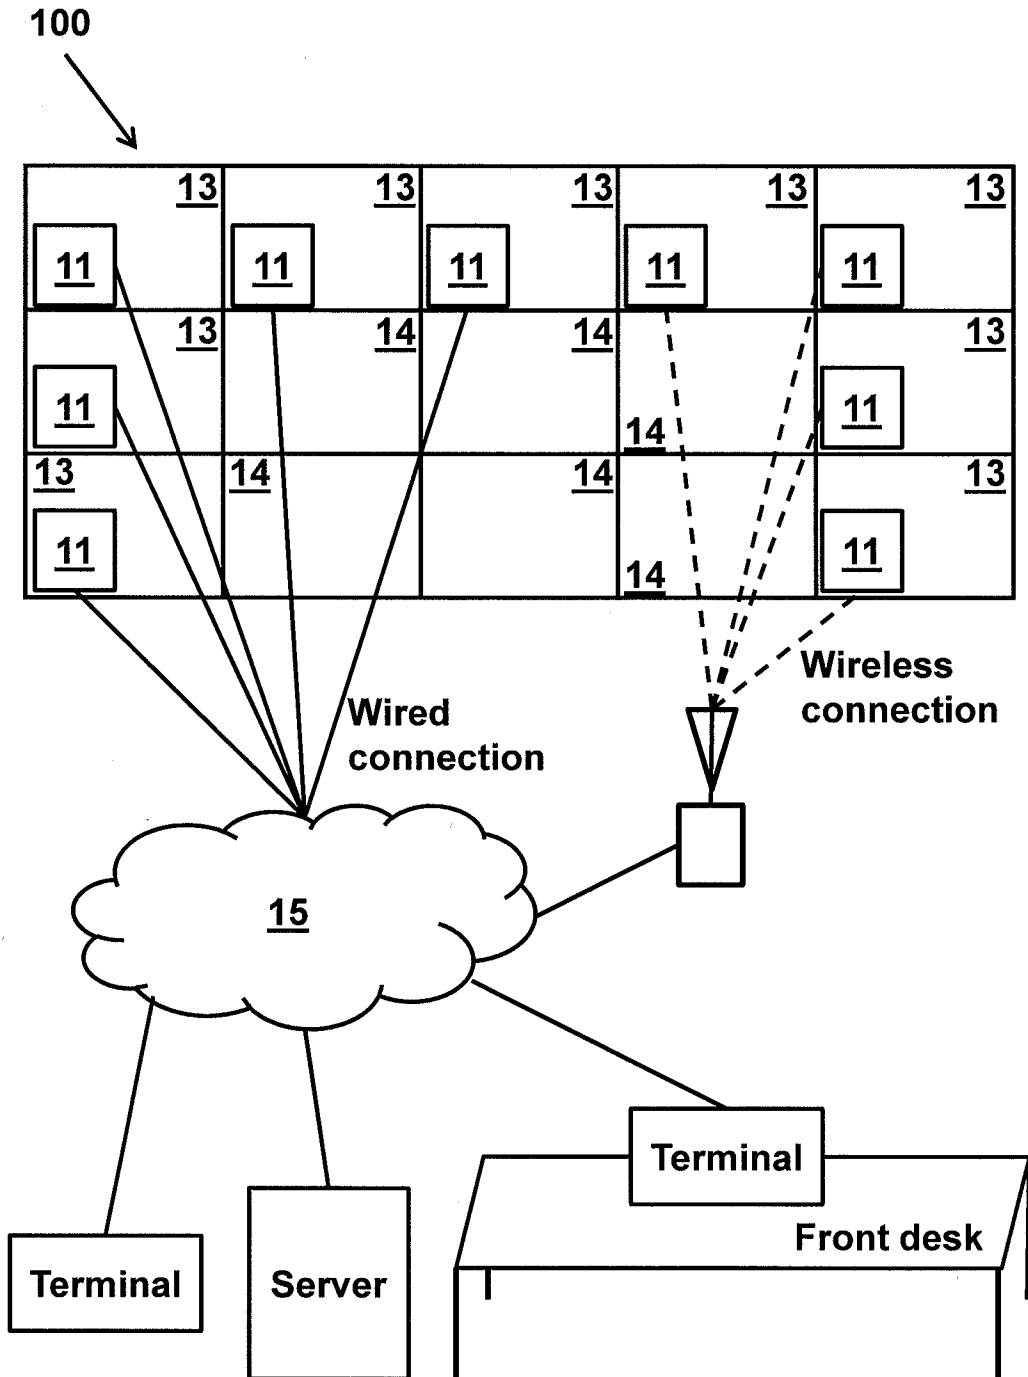 100
13 13 13 13 13
11 11 11 11 11
13 14 14 13
11 14 11
13 14 14 13
11 14 11
Wireless
connection
Wired
connection
15
Terminal
Front desk
Terminal
Server